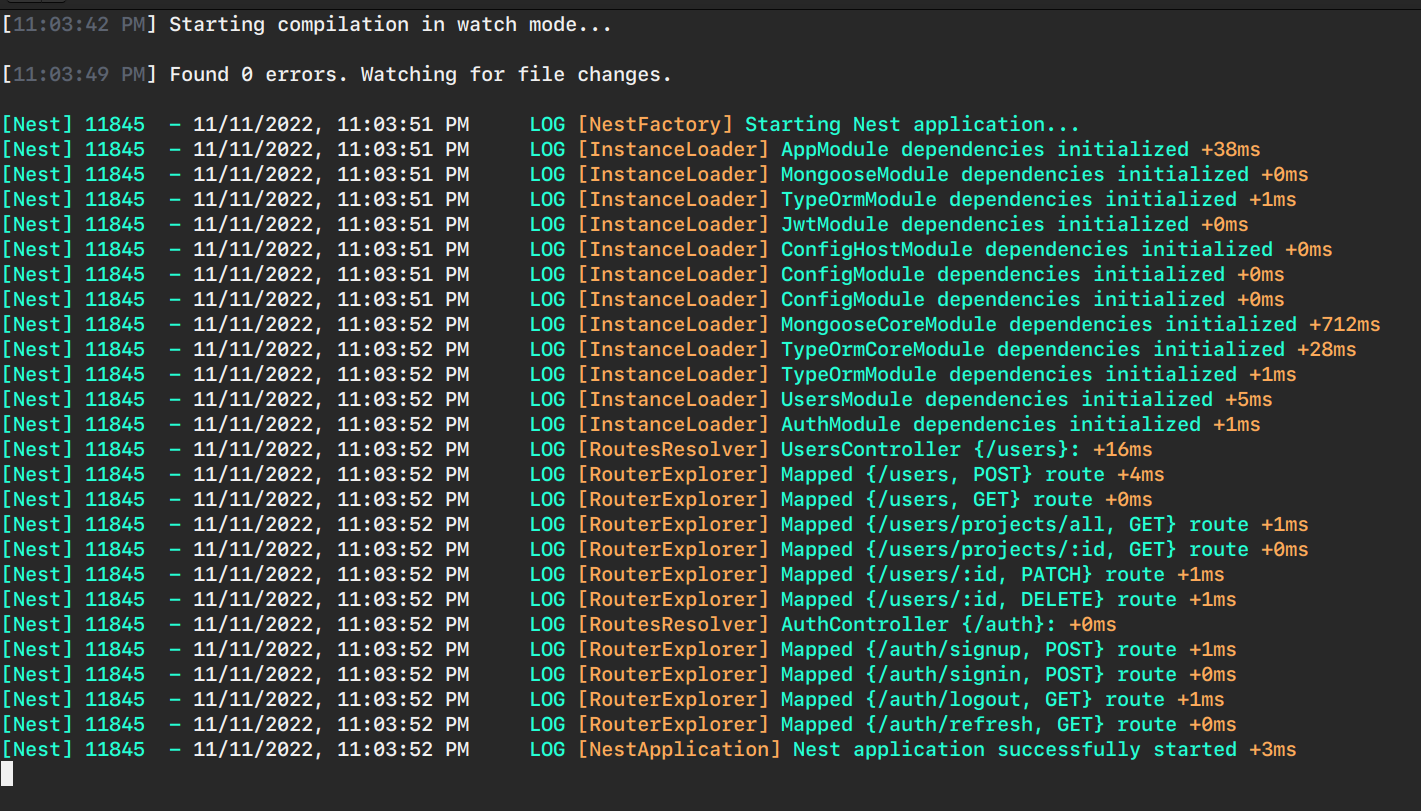 [11:03:42 PM] Starting compilation in watch mode...
[11:03:49 PM] Found 0 errors. Watching for file changes.
[Nest] 11845  - 11/11/2022, 11:03:51 PM     LOG [NestFactory] Starting Nest application...
[Nest] 11845  - 11/11/2022, 11:03:51 PM     LOG [InstanceLoader] AppModule dependencies initialized +38ms
[Nest] 11845  - 11/11/2022, 11:03:51 PM     LOG [InstanceLoader] MongooseModule dependencies initialized +0ms
[Nest] 11845  - 11/11/2022, 11:03:51 PM     LOG [InstanceLoader] TypeOrmModule dependencies initialized +1ms
[Nest] 11845  - 11/11/2022, 11:03:51 PM     LOG [InstanceLoader] JwtModule dependencies initialized +0ms
[Nest] 11845  - 11/11/2022, 11:03:51 PM     LOG [InstanceLoader] ConfigHostModule dependencies initialized +0ms
[Nest] 11845  - 11/11/2022, 11:03:51 PM     LOG [InstanceLoader] ConfigModule dependencies initialized +0ms
[Nest] 11845  - 11/11/2022, 11:03:51 PM     LOG [InstanceLoader] ConfigModule dependencies initialized +0ms
[Nest] 11845  - 11/11/2022, 11:03:52 PM     LOG [InstanceLoader] MongooseCoreModule dependencies initialized +712ms
[Nest] 11845  - 11/11/2022, 11:03:52 PM     LOG [InstanceLoader] TypeOrmCoreModule dependencies initialized +28ms
[Nest] 11845  - 11/11/2022, 11:03:52 PM     LOG [InstanceLoader] TypeOrmModule dependencies initialized +1ms
[Nest] 11845  - 11/11/2022, 11:03:52 PM     LOG [InstanceLoader] UsersModule dependencies initialized +5ms
[Nest] 11845  - 11/11/2022, 11:03:52 PM     LOG [InstanceLoader] AuthModule dependencies initialized +1ms
[Nest] 11845  - 11/11/2022, 11:03:52 PM     LOG [RoutesResolver] UsersController {/users}: +16ms
[Nest] 11845  - 11/11/2022, 11:03:52 PM     LOG [RouterExplorer] Mapped {/users, POST} route +4ms
[Nest] 11845  - 11/11/2022, 11:03:52 PM     LOG [RouterExplorer] Mapped {/users, GET} route +0ms
[Nest] 11845  - 11/11/2022, 11:03:52 PM     LOG [RouterExplorer] Mapped {/users/projects/all, GET} route +1ms
[Nest] 11845  - 11/11/2022, 11:03:52 PM     LOG [RouterExplorer] Mapped {/users/projects/:id, GET} route +0ms
[Nest] 11845  - 11/11/2022, 11:03:52 PM     LOG [RouterExplorer] Mapped {/users/:id, PATCH} route +1ms
[Nest] 11845  - 11/11/2022, 11:03:52 PM     LOG [RouterExplorer] Mapped {/users/:id, DELETE} route +1ms
[Nest] 11845  - 11/11/2022, 11:03:52 PM     LOG [RoutesResolver] AuthController {/auth}: +0ms
[Nest] 11845  - 11/11/2022, 11:03:52 PM     LOG [RouterExplorer] Mapped {/auth/signup, POST} route +1ms
[Nest] 11845  - 11/11/2022, 11:03:52 PM     LOG [RouterExplorer] Mapped {/auth/signin, POST} route +0ms
[Nest] 11845  - 11/11/2022, 11:03:52 PM     LOG [RouterExplorer] Mapped {/auth/logout, GET} route +1ms
[Nest] 11845  - 11/11/2022, 11:03:52 PM     LOG [RouterExplorer] Mapped {/auth/refresh, GET} route +0ms
[Nest] 11845  - 11/11/2022, 11:03:52 PM     LOG [NestApplication] Nest application successfully started +3ms